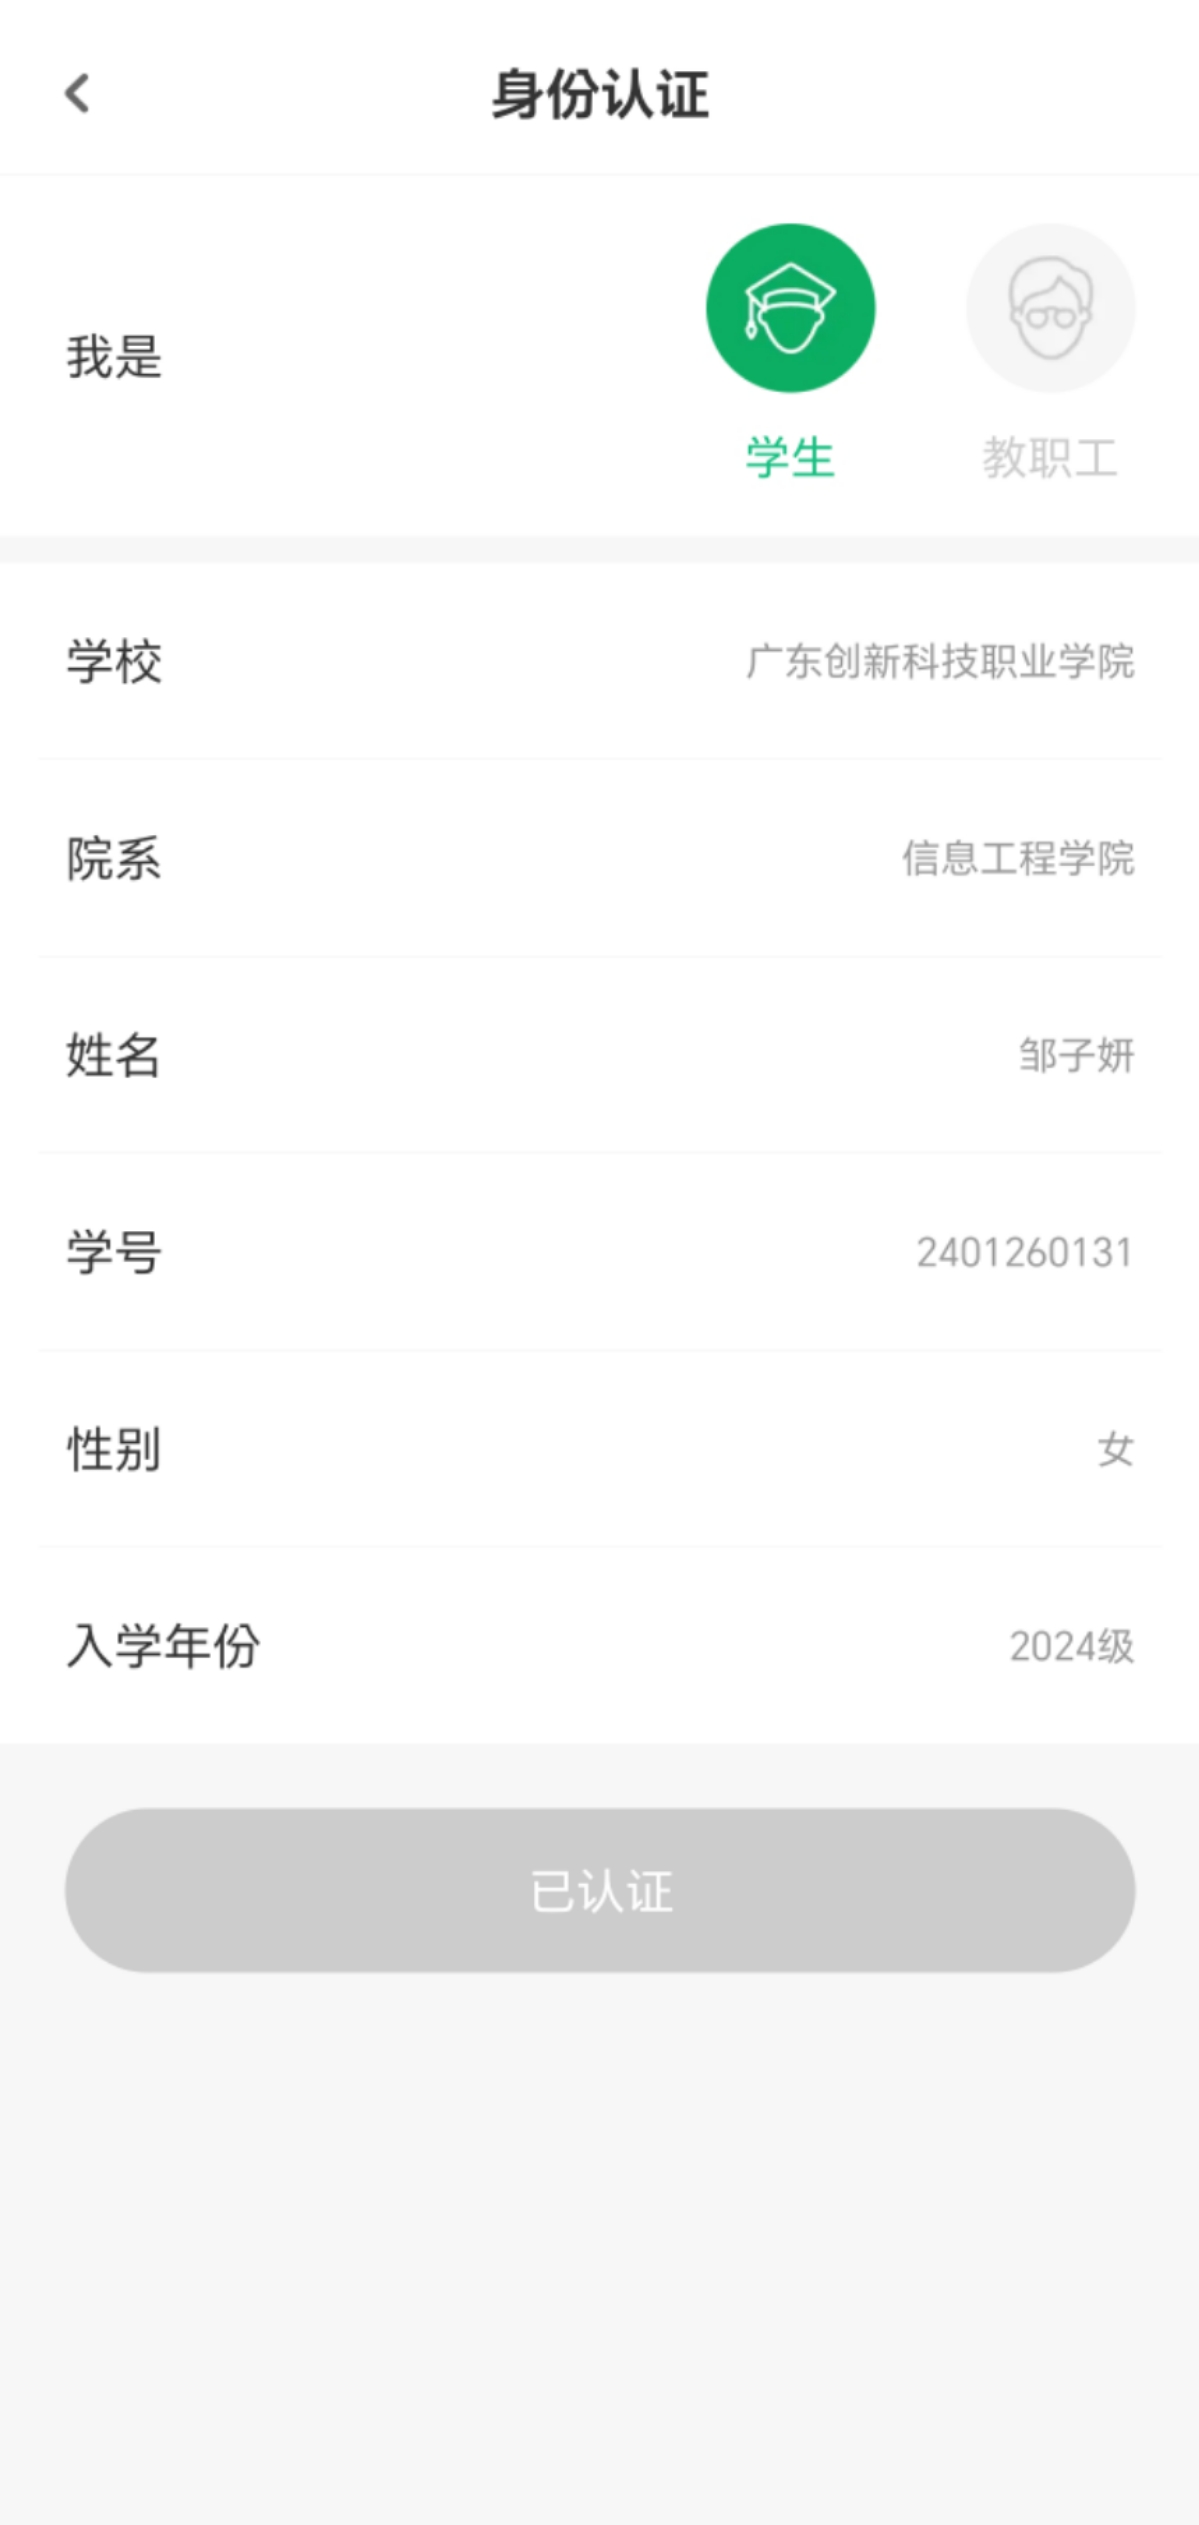 身份认证
我是
学生
教职工
学校
广东创新科技职业学院
院系
信息工程学院
姓名
邹子妍
学号
2401260131
性别
女
入学年份
2024级
已认证